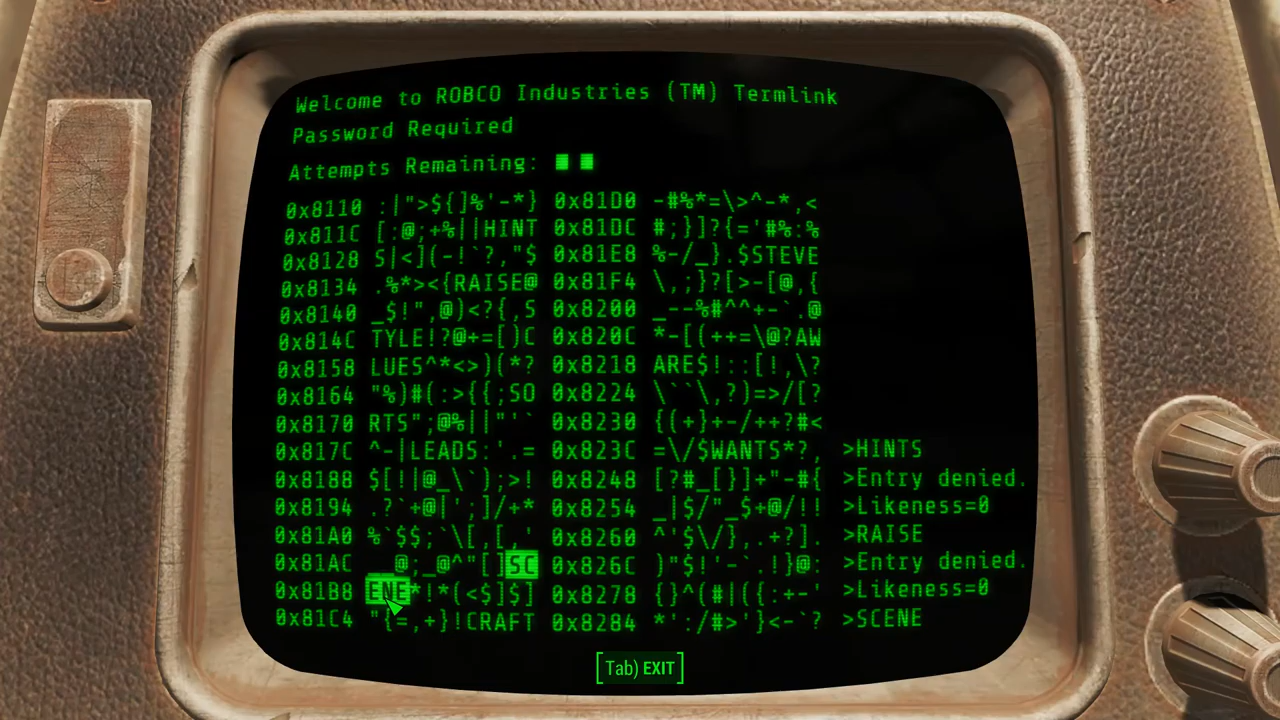 Welcome to ROBCO Industries (TM) Termlink
Password Required
Attempts Remaining: ■ ■
0x8110 :|">${]%'-*} 0x81D0 -#%*=\>^-*,<
0x811C [:@;+%||HINT 0x81DC #;}]?{='#%:%
0x8128 S|<](-!`?,"$ 0x81E8 %-/_}.$STEVE
0x8134 .%*><{RAISE@ 0x81F4 \,;}?[>-[@,{
0x8140 _$!",@)<?{,S 0x8200 _--%#^^+-`.@
0x814C TYLE!?@+=[)C 0x820C *-[(++=\@?AW
0x8158 LUES^*<>)(*? 0x8218 ARE$!::[!,\?
0x8164 "%)#(:>{{;SO 0x8224 \``\,?)=>/[?
0x8170 RTS";@%||"'` 0x8230 {(+}+-/++?#<
0x817C ^-|LEADS:'.= 0x823C =\/$WANTS*?, >HINTS
0x8188 $[!||@_\`);>! 0x8248 [?#_[}]+"-#{ >Entry denied.
0x8194 .?`+@|';]/+* 0x8254 _|$/"_$+@/!! >Likeness=0
0x81A0 %`$$;`\[,[,' 0x8260 ^'$\/},.+?]. >RAISE
0x81AC __@;_@^"[]SC 0x826C )"$!'-`.!}@: >Entry denied.
0x81B8 ENE*!*(<$]$] 0x8278 {}^(#|({:+-' >Likeness=0
0x81C4 "{=,+}!CRAFT 0x8284 *':/#>'}<-`? >SCENE
[Tab) EXIT]